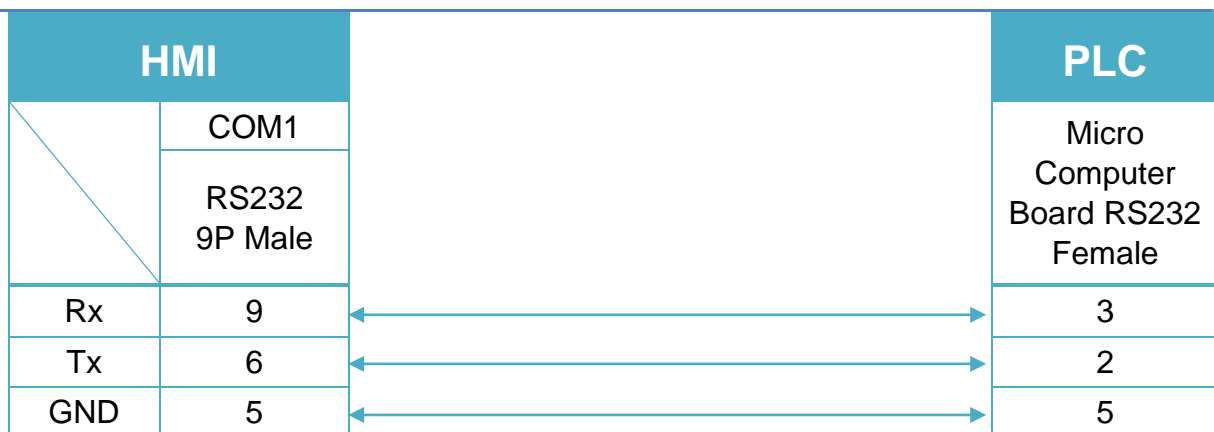 HMI PLC
COM1
RS232
9P Male
Micro
Computer
Board RS232
Female
Rx 9 3
Tx 6 2
GND 5 5